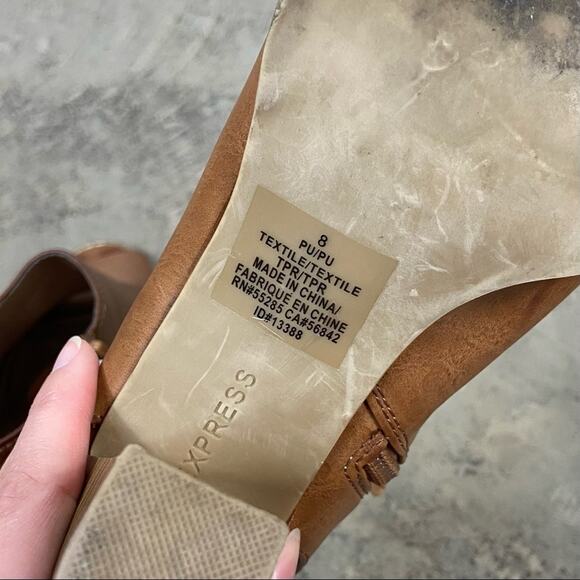 8
PU/PU
TEXTILE/TEXTILE
TPR/TPR
MADE IN CHINA/
FABRIQUE EN CHINE
RN#55285 CA#56842
ID#13388
EXPRESS